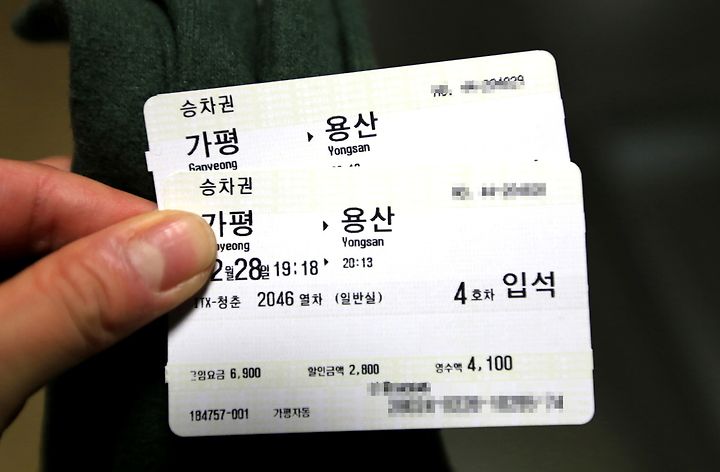 승차권
가평 ▶ 용산
Gapyeong Yongsan
승차권
가평 ▶ 용산
yeong Yongsan
2월28일 19:18 ▶ 20:13
ITX-청춘 2046 열차 (일반실) 4호차 입석
운임요금 6,900 할인금액 2,800 영수액 4,100
184757-001 가평자동